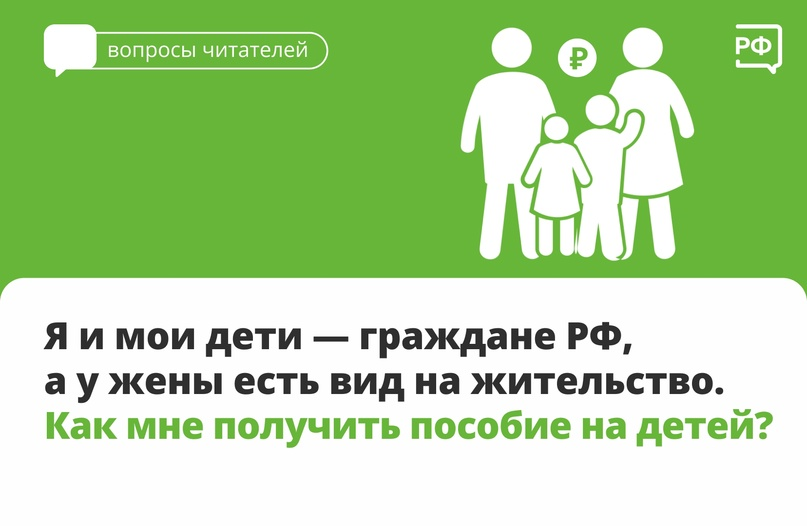 вопросы читателей
₽
РФ
Я и мои дети — граждане РФ,
а у жены есть вид на жительство.
Как мне получить пособие на детей?